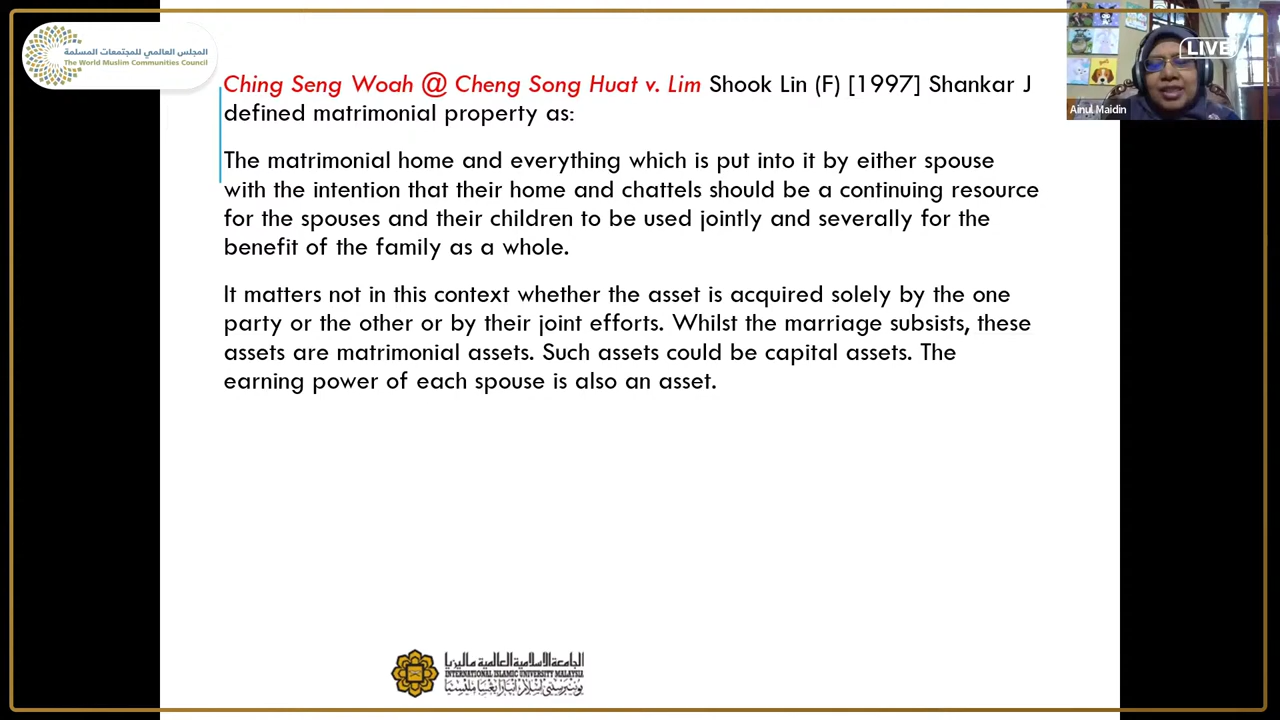 المجلس العالمي للمجتمعات المسلمة
The World Muslim Communities Council
LIVE
Ainul Maidin
Ching Seng Woah @ Cheng Song Huat v. Lim Shook Lin (F) [1997] Shankar J
defined matrimonial property as:
The matrimonial home and everything which is put into it by either spouse
with the intention that their home and chattels should be a continuing resource
for the spouses and their children to be used jointly and severally for the
benefit of the family as a whole.
It matters not in this context whether the asset is acquired solely by the one
party or the other or by their joint efforts. Whilst the marriage subsists, these
assets are matrimonial assets. Such assets could be capital assets. The
earning power of each spouse is also an asset.
الجامعة الاسلامية العالمية ماليزيا
INTERNATIONAL ISLAMIC UNIVERSITY MALAYSIA